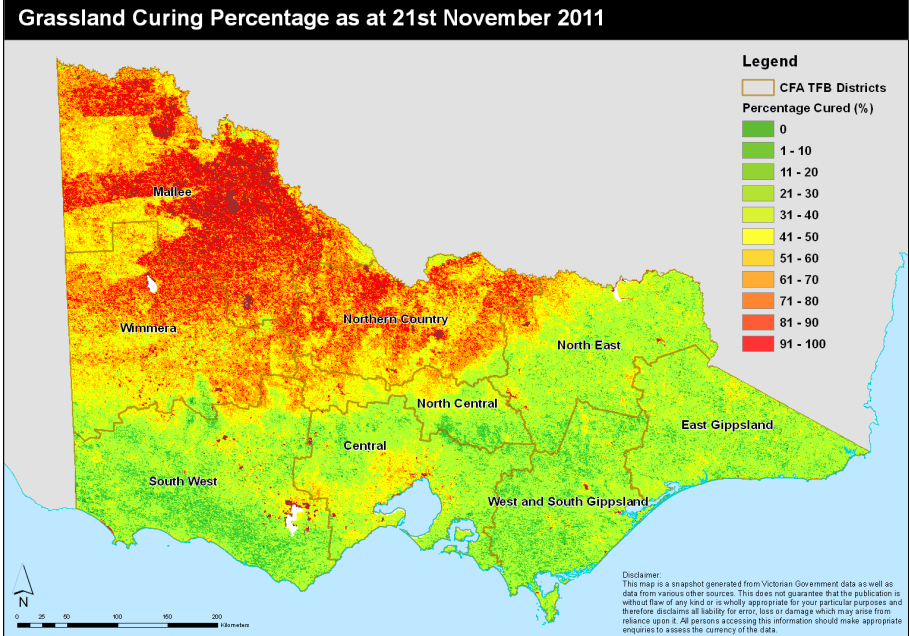 Grassland Curing Percentage as at 21st November 2011
Legend
CFA TFB Districts
Percentage Cured (%)
0
1 - 10
11 - 20
21 - 30
31 - 40
41 - 50
51 - 60
61 - 70
71 - 80
81 - 90
91 - 100
Mallee
Wimmera
Northern Country
North East
North Central
East Gippsland
Central
South West
West and South Gippsland
N
0 25 50 100 150 200
Kilometers
Disclaimer:
This map is a snapshot generated from Victorian Government data as well as
data from various other sources. This does not guarantee that the publication is
without flaw of any kind or is wholly appropriate for your particular purposes and
therefore disclaims all liability for error, loss or damage which may arise from
reliance upon it. All persons accessing this information should make appropriate
enquiries to assess the currency of the data.